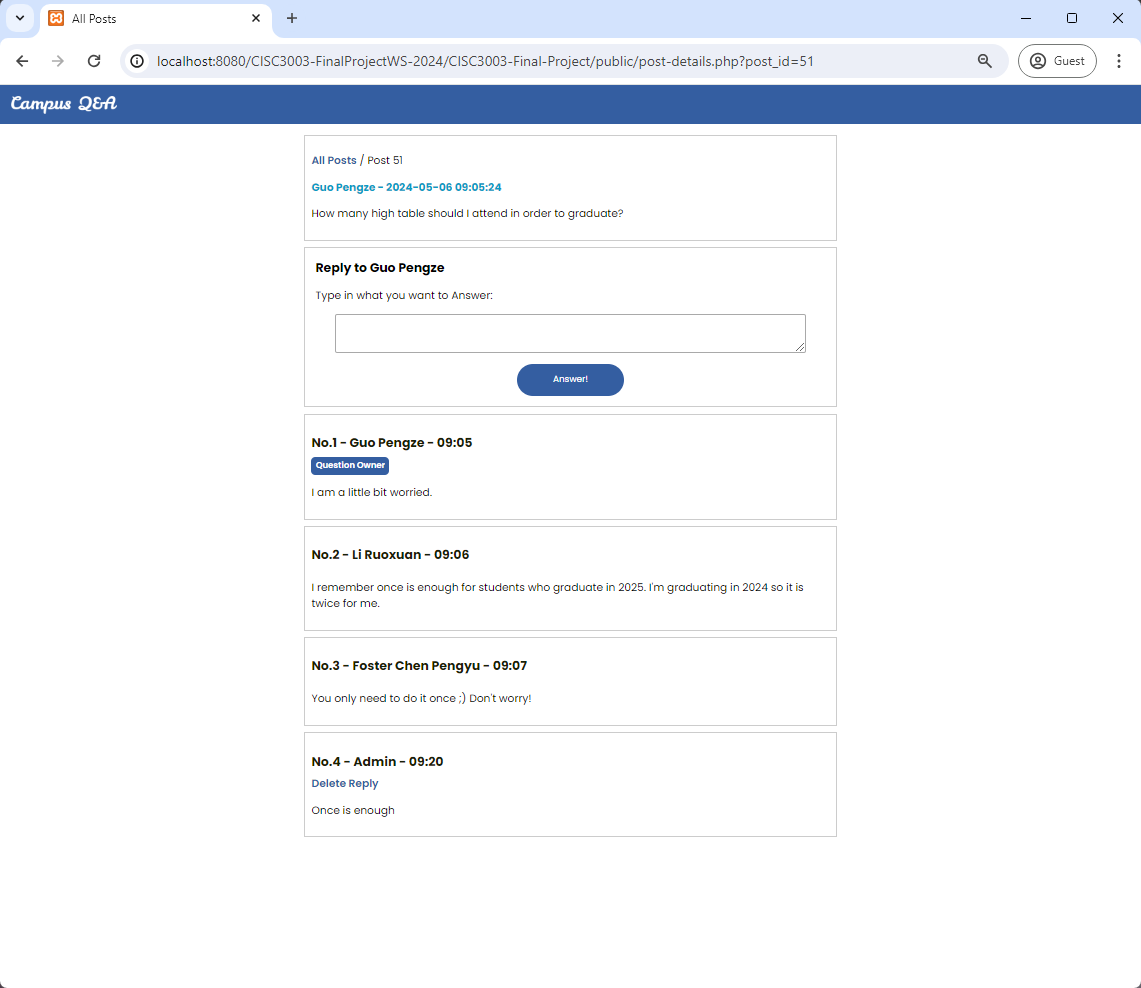 All Posts
localhost:8080/CISC3003-FinalProjectWS-2024/CISC3003-Final-Project/public/post-details.php?post_id=51
Guest
Campus Q&A
All Posts / Post 51
Guo Pengze - 2024-05-06 09:05:24
How many high table should I attend in order to graduate?
Reply to Guo Pengze
Type in what you want to Answer:
Answer!
No.1 - Guo Pengze - 09:05
Question Owner
I am a little bit worried.
No.2 - Li Ruoxuan - 09:06
I remember once is enough for students who graduate in 2025. I'm graduating in 2024 so it is
twice for me.
No.3 - Foster Chen Pengyu - 09:07
You only need to do it once ;) Don't worry!
No.4 - Admin - 09:20
Delete Reply
Once is enough